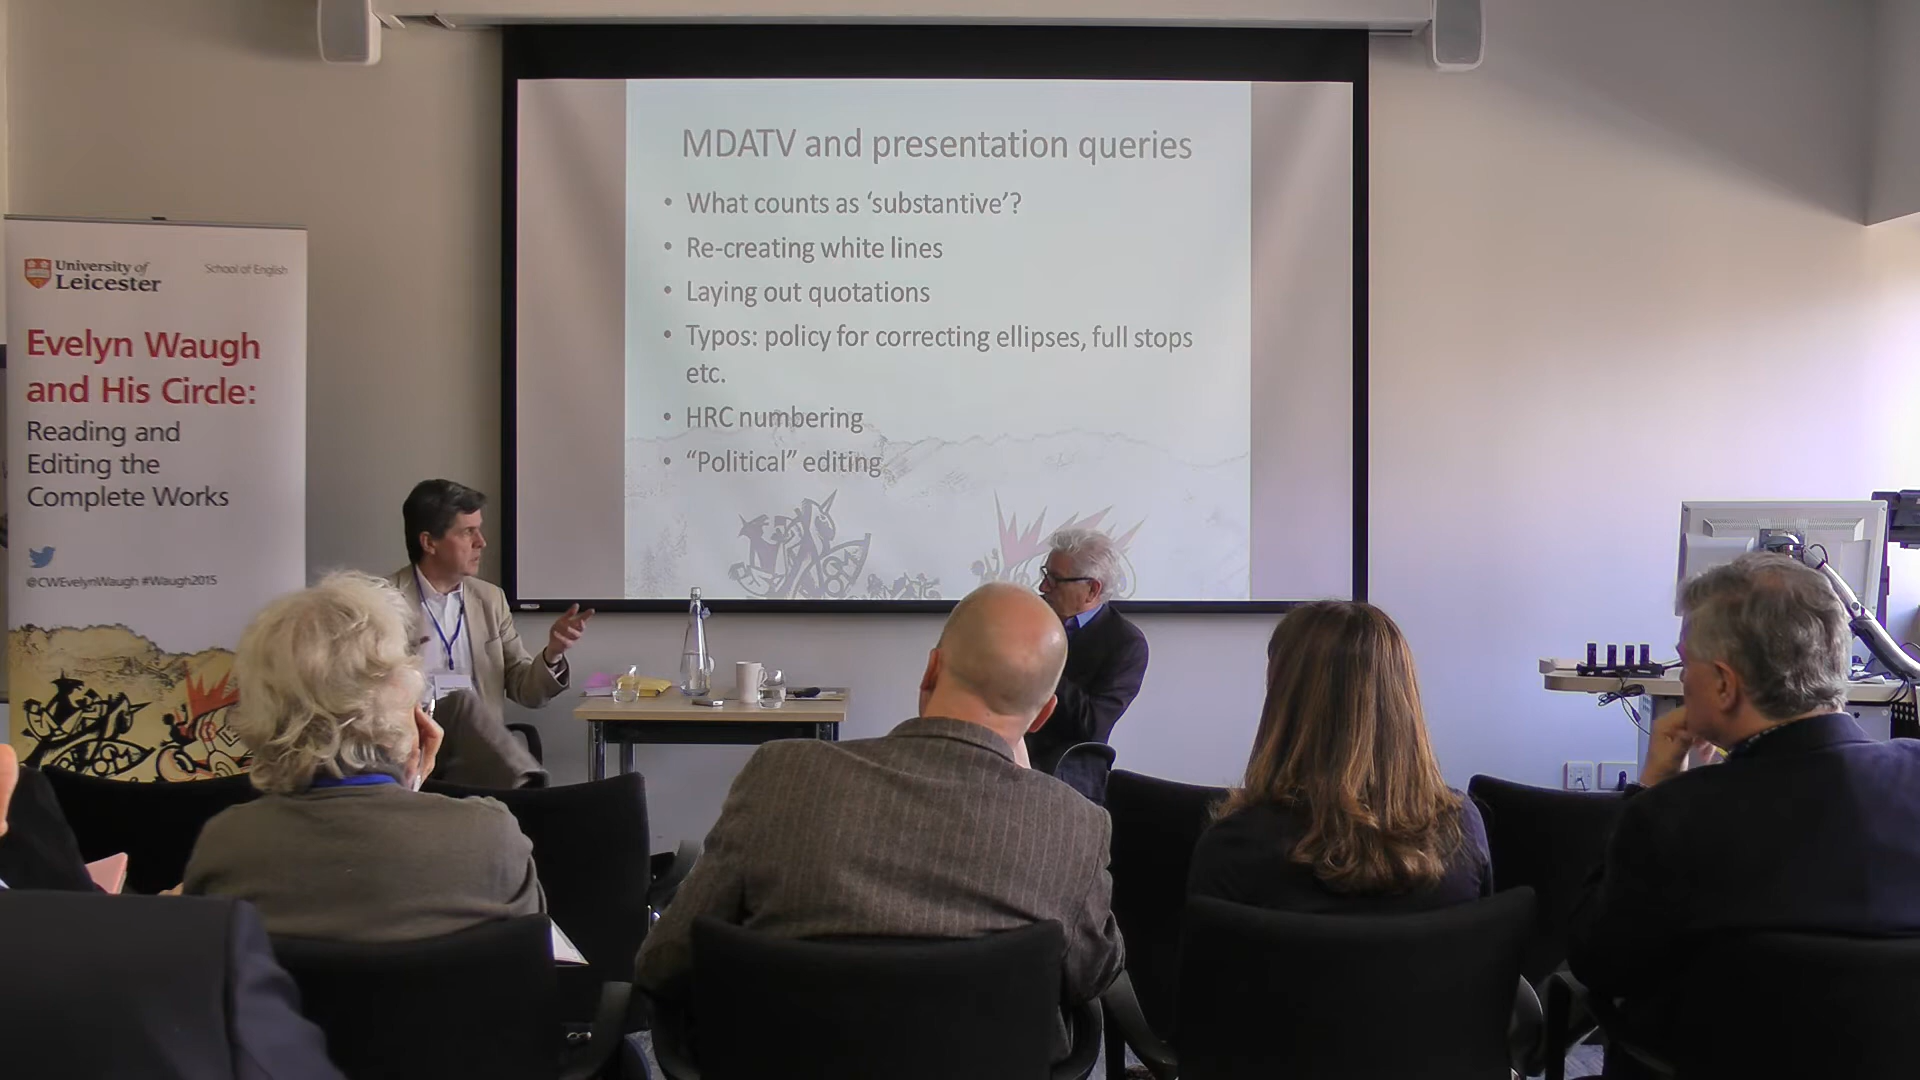 MDATV and presentation queries
• What counts as ‘substantive’?
• Re-creating white lines
• Laying out quotations
• Typos: policy for correcting ellipses, full stops
etc.
• HRC numbering
• “Political” editing
University of
Leicester
School of English
Evelyn Waugh
and His Circle:
Reading and
Editing the
Complete Works
@CWEvelynWaugh #Waugh2015